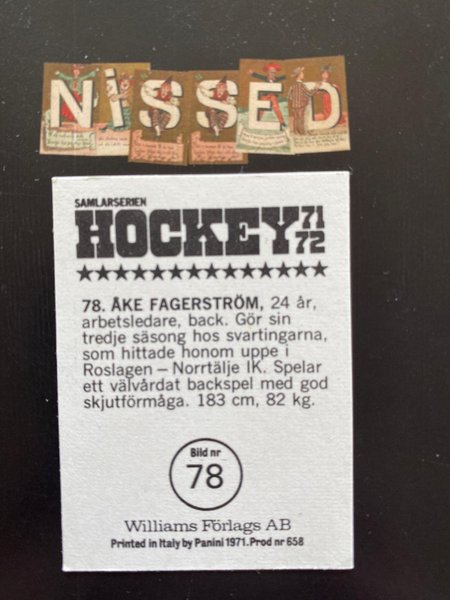 NISSED
SAMLARSERIEN
HOCKEY 71 72
78. ÅKE FAGERSTRÖM, 24 år,
arbetsledare, back. Gör sin
tredje säsong hos svartingarna,
som hittade honom uppe i
Roslagen – Norrtälje IK. Spelar
ett välvårdat backspel med god
skjutförmåga. 183 cm, 82 kg.
Bild nr
78
Williams Förlags AB
Printed in Italy by Panini 1971. Prod nr 658